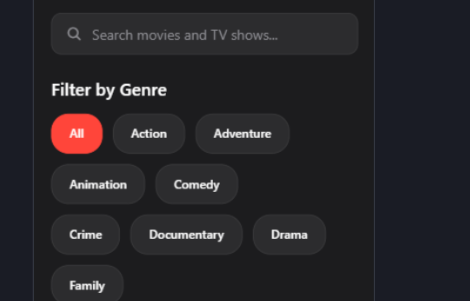 Search movies and TV shows...
Filter by Genre
All Action Adventure
Animation Comedy
Crime Documentary Drama
Family